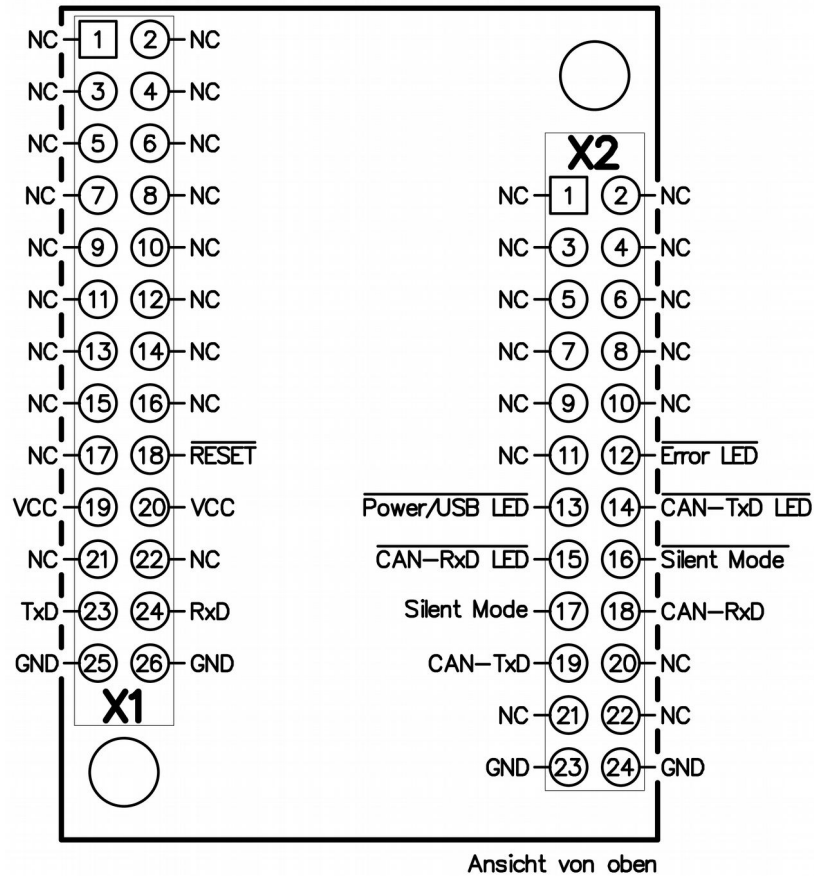 NC 1 2 NC
NC 3 4 NC
NC 5 6 NC
X2
NC 7 8 NC
NC 1 2 NC
NC 9 10 NC
NC 3 4 NC
NC 11 12 NC
NC 5 6 NC
NC 13 14 NC
NC 7 8 NC
NC 15 16 NC
NC 9 10 NC
NC 17 18 RESET
NC 11 12 Error LED
VCC 19 20 VCC
Power/USB LED 13 14 CAN-TxD LED
NC 21 22 NC
CAN-RxD LED 15 16 Silent Mode
TxD 23 24 RxD
Silent Mode 17 18 CAN-RxD
GND 25 26 GND
CAN-TxD 19 20 NC
X1
NC 21 22 NC
GND 23 24 GND
Ansicht von oben